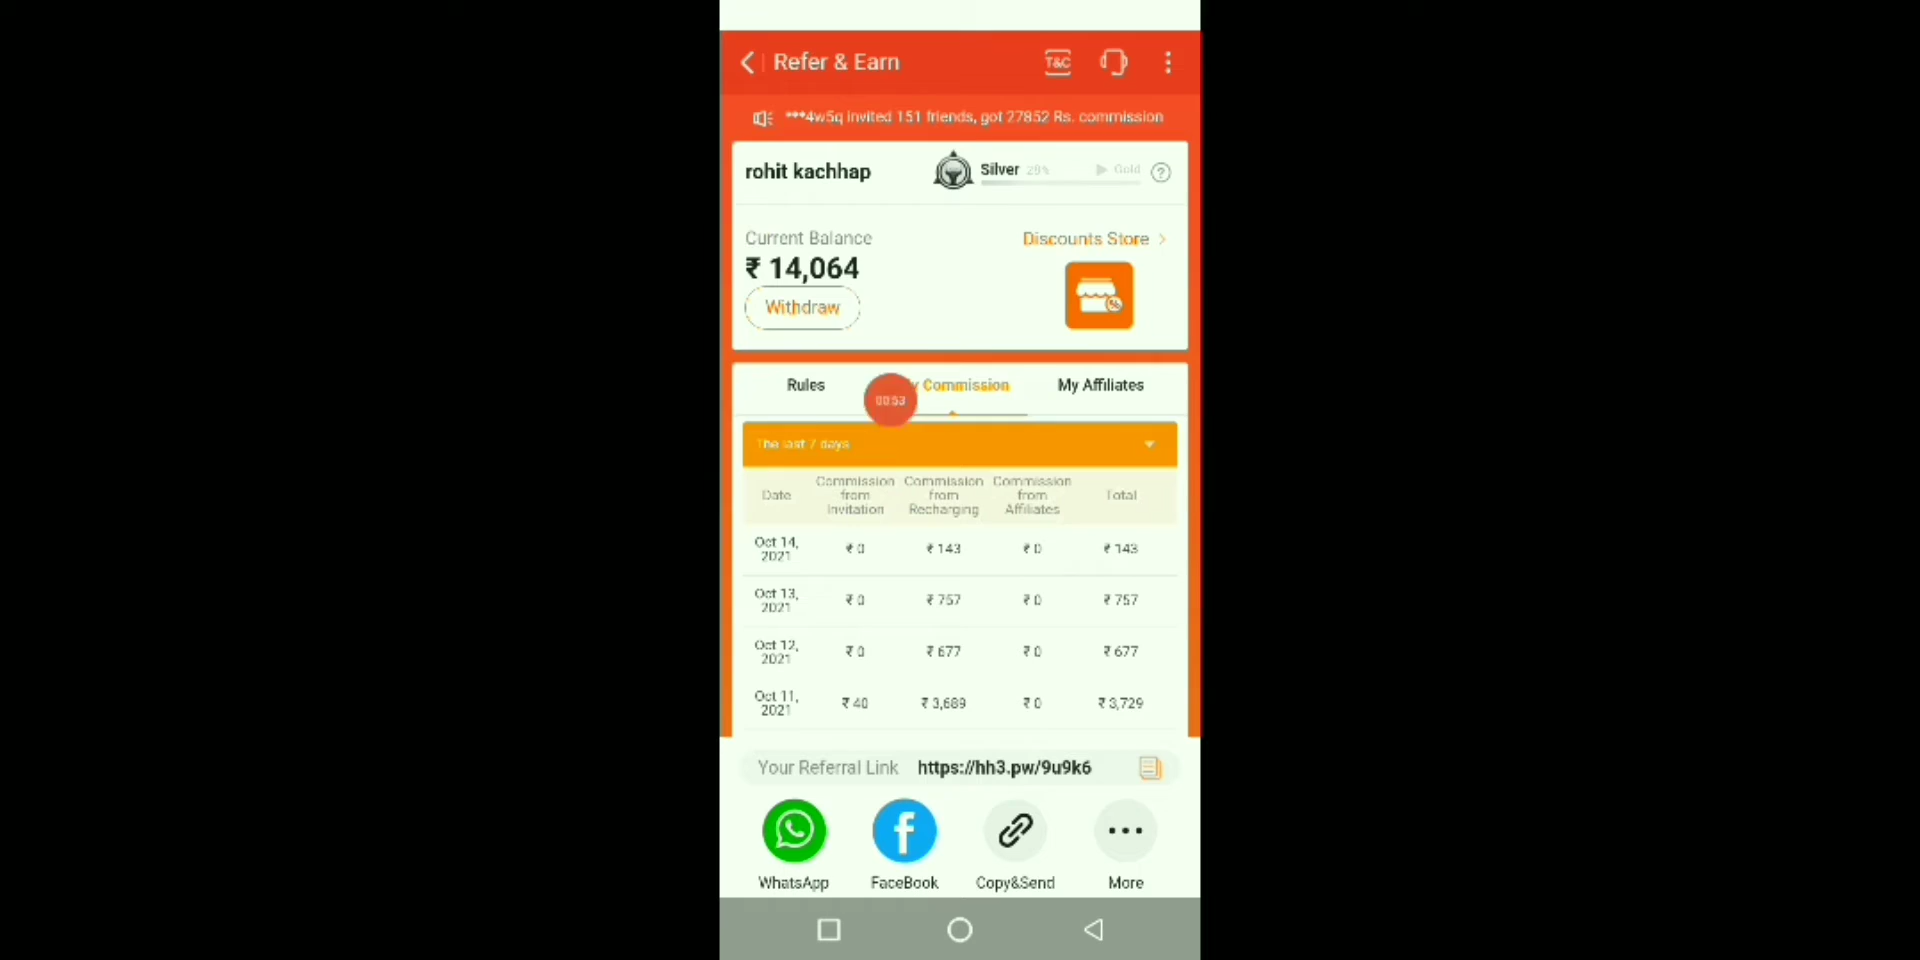 Refer & Earn
T&C
***4w5q invited 151 friends, got 27852 Rs. commission
rohit kachhap
Silver 28%
Gold
?
Current Balance
Discounts Store
₹ 14,064
Withdraw
%
Rules
Commission
My Affiliates
00:53
The last 7 days
Date
Commission from Invitation
Commission from Recharging
Commission from Affiliates
Total
Oct 14, 2021 ₹ 0 ₹ 143 ₹ 0 ₹ 143
Oct 13, 2021 ₹ 0 ₹ 757 ₹ 0 ₹ 757
Oct 12, 2021 ₹ 0 ₹ 677 ₹ 0 ₹ 677
Oct 11, 2021 ₹ 40 ₹ 3,689 ₹ 0 ₹ 3,729
Your Referral Link https://hh3.pw/9u9k6
WhatsApp
FaceBook
Copy&Send
More